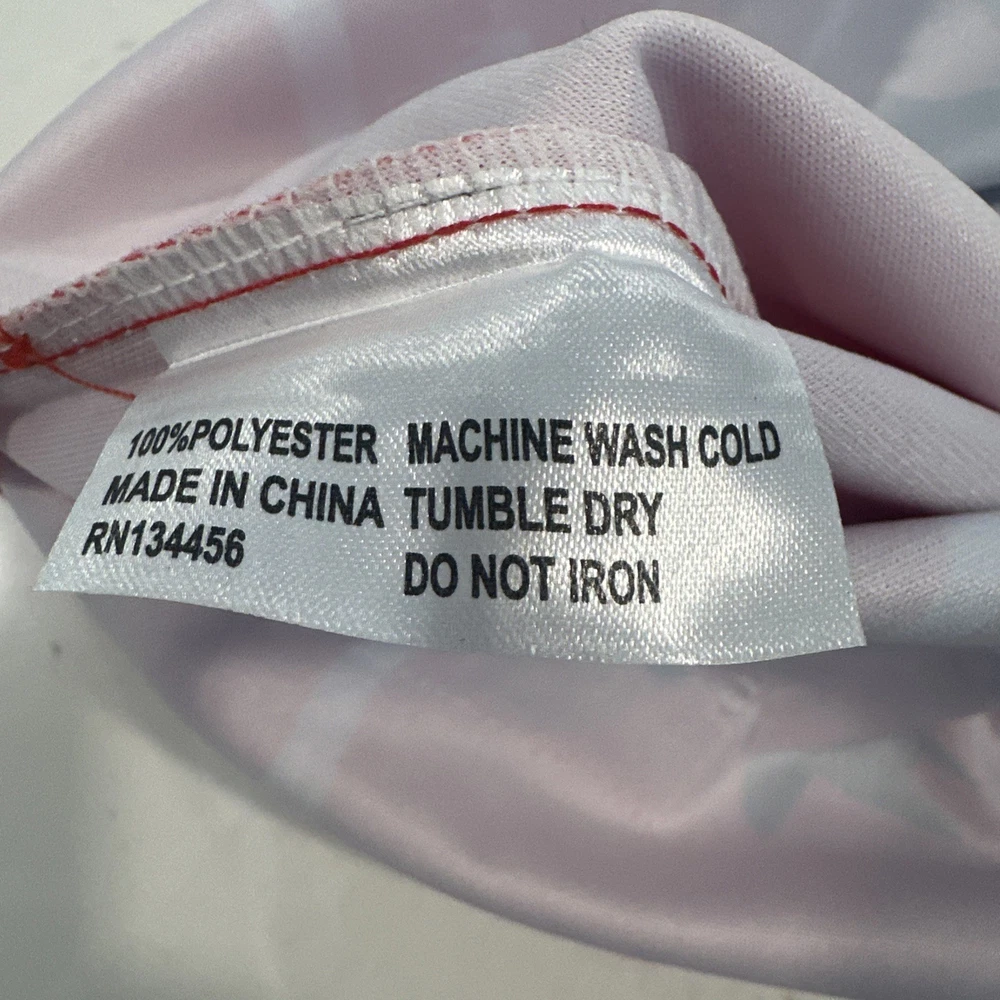 100%POLYESTER
MADE IN CHINA
RN134456
MACHINE WASH COLD
TUMBLE DRY
DO NOT IRON